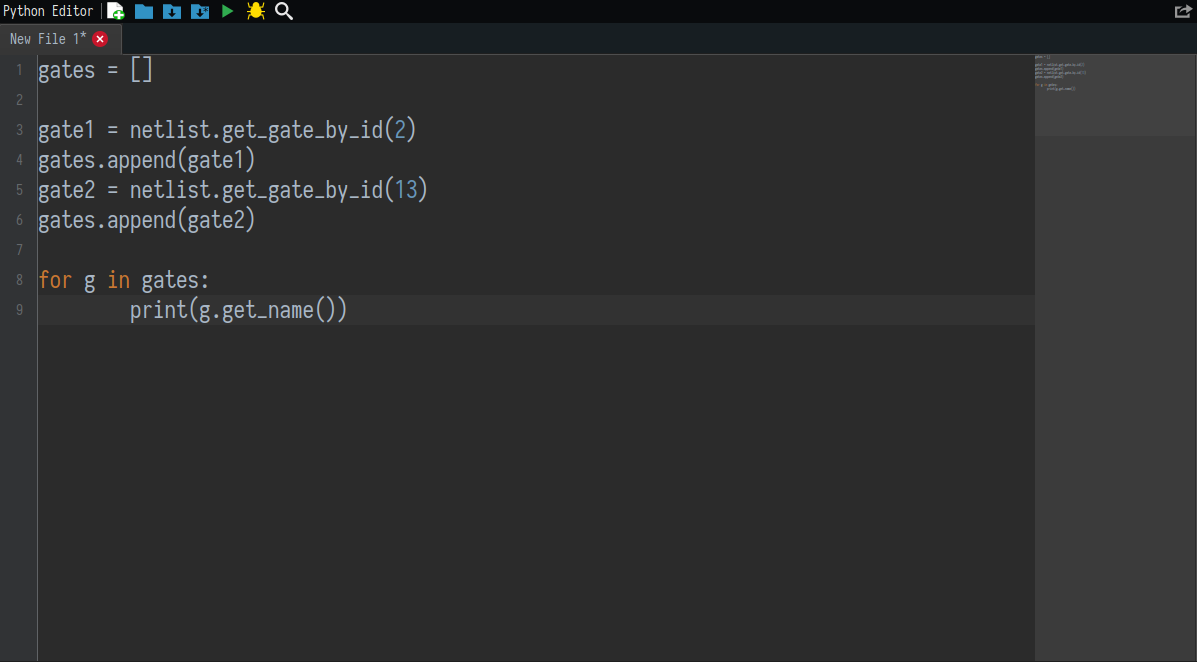 Python Editor
New File 1*
1 gates = []
2
3 gate1 = netlist.get_gate_by_id(2)
4 gates.append(gate1)
5 gate2 = netlist.get_gate_by_id(13)
6 gates.append(gate2)
7
8 for g in gates:
9         print(g.get_name())